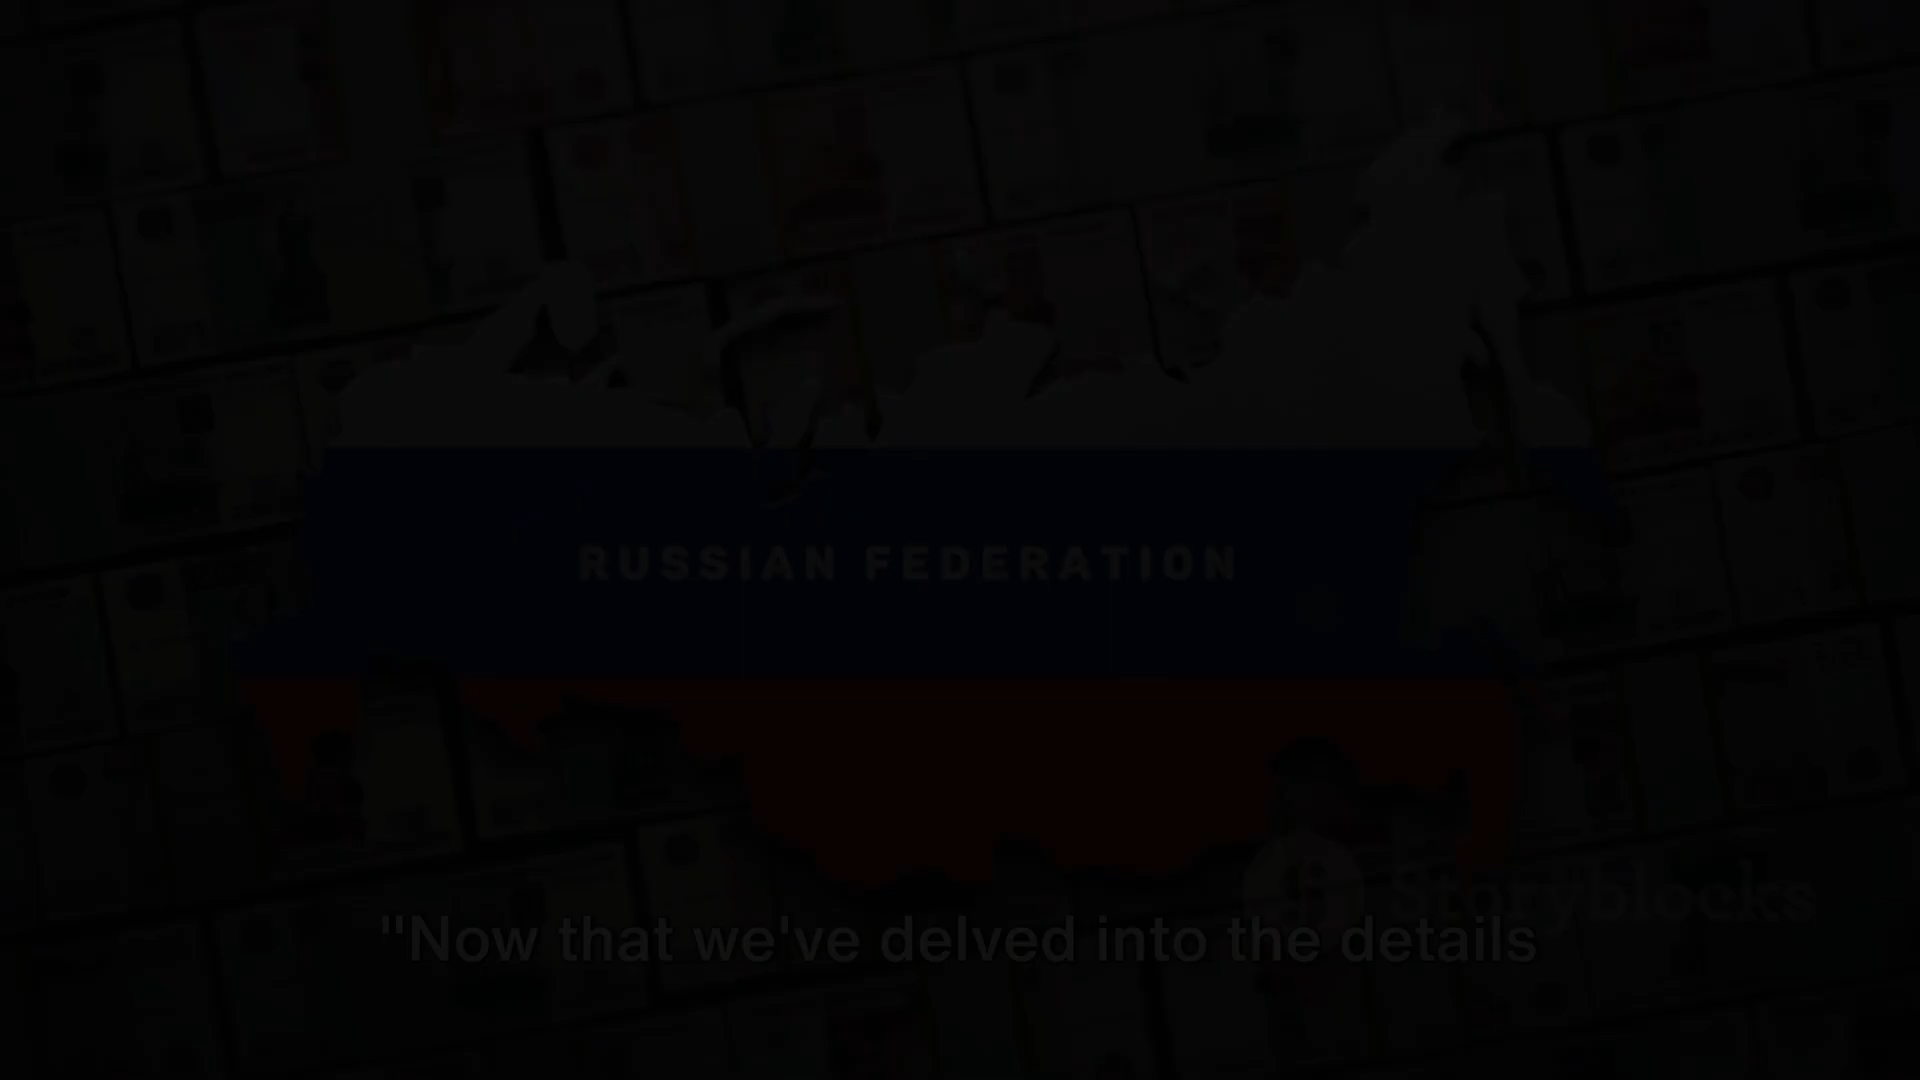 RUSSIAN FEDERATION
Storyblocks
"Now that we've delved into the details